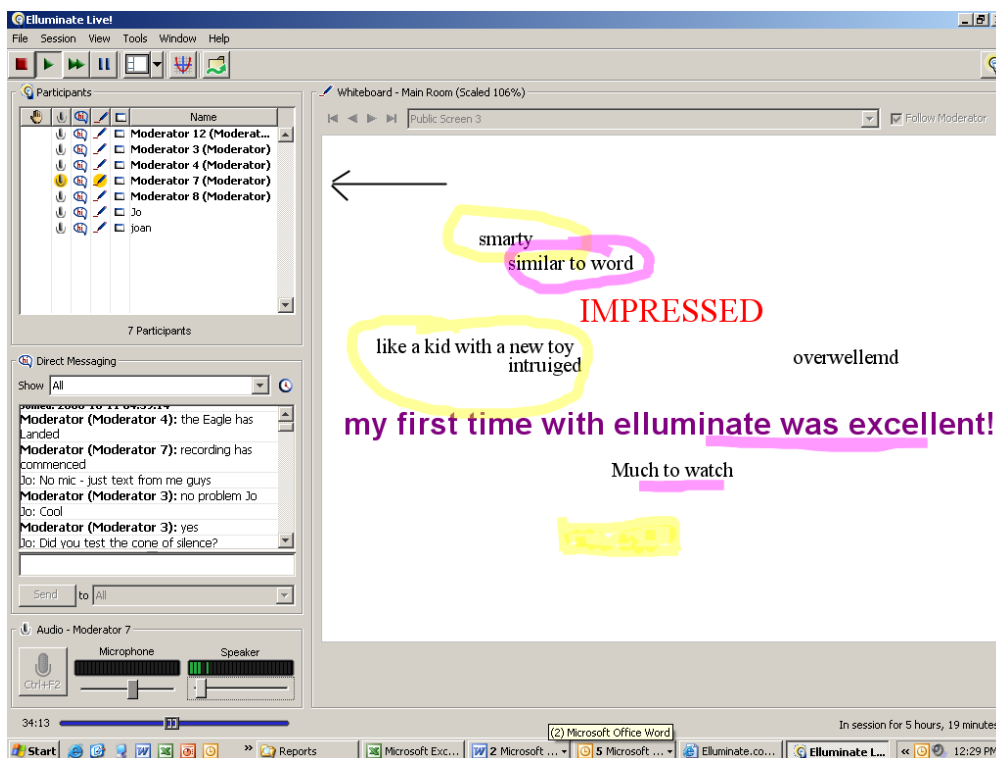 Elluminate Live!
File Session View Tools Window Help
Participants
Name
Moderator 12 (Moderat...
Moderator 3 (Moderator)
Moderator 4 (Moderator)
Moderator 7 (Moderator)
Moderator 8 (Moderator)
Jo
joan
7 Participants
Direct Messaging
Show All
Moderator (Moderator 4): the Eagle has
Landed
Moderator (Moderator 7): recording has
commenced
Jo: No mic - just text from me guys
Moderator (Moderator 3): no problem Jo
Jo: Cool
Moderator (Moderator 3): yes
Jo: Did you test the cone of silence?
Send to All
Audio - Moderator 7
Microphone Speaker
Ctrl+F2
34:13
Whiteboard - Main Room (Scaled 106%)
Public Screen 3
Follow Moderator
smarty
similar to word
IMPRESSED
like a kid with a new toy
intruiged
overwellemd
my first time with elluminate was excellent!
Much to watch
(2) Microsoft Office Word
In session for 5 hours, 19 minutes
Start
Reports
Microsoft Exc...
2 Microsoft ...
5 Microsoft ...
Elluminate.co...
Elluminate L...
12:29 PM